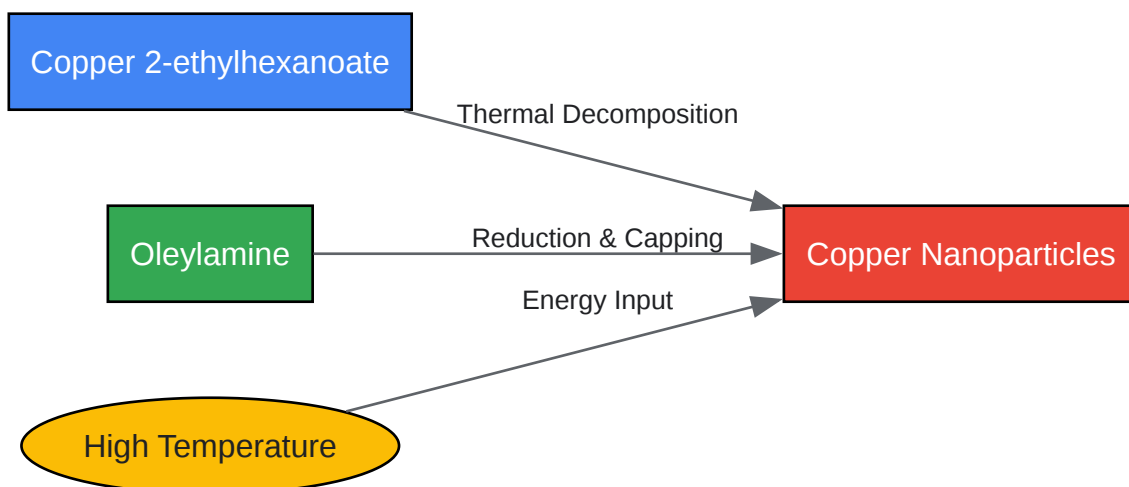 Copper 2-ethylhexanoate
Thermal Decomposition
Oleylamine
Reduction & Capping
Copper Nanoparticles
Energy Input
High Temperature